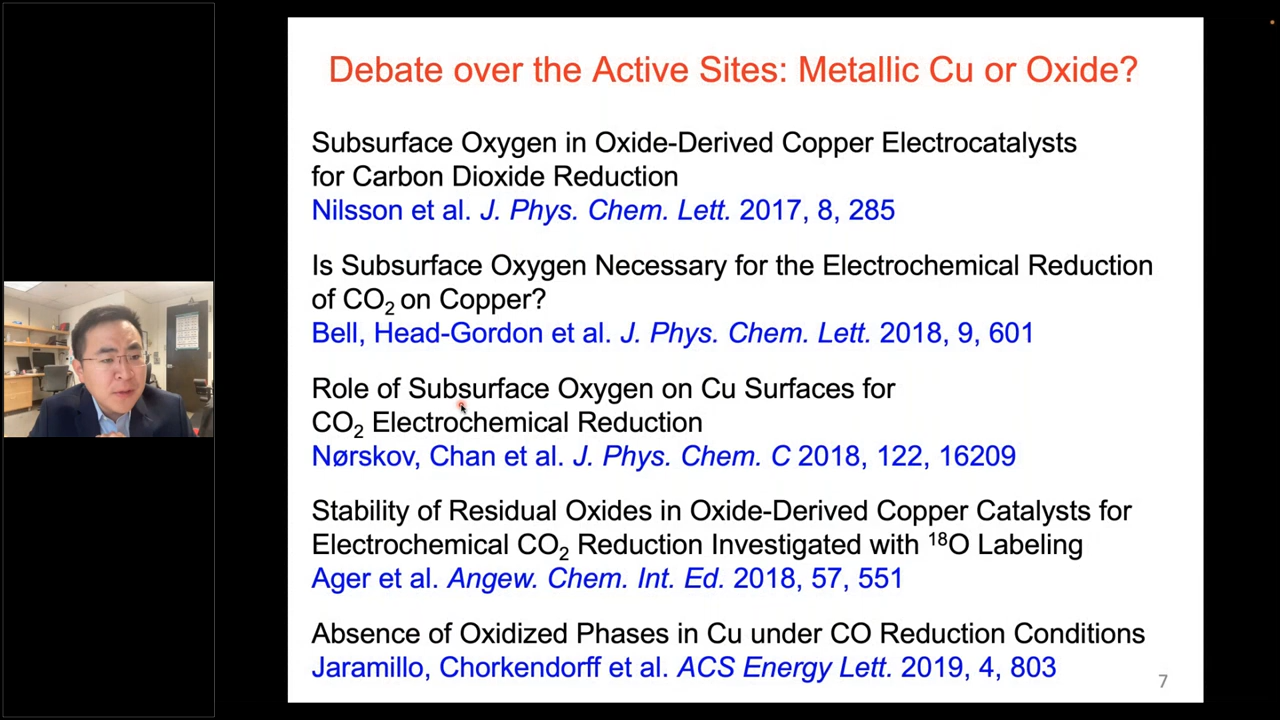 Debate over the Active Sites: Metallic Cu or Oxide?
Subsurface Oxygen in Oxide-Derived Copper Electrocatalysts
for Carbon Dioxide Reduction
Nilsson et al. J. Phys. Chem. Lett. 2017, 8, 285
Is Subsurface Oxygen Necessary for the Electrochemical Reduction
of CO₂ on Copper?
Bell, Head-Gordon et al. J. Phys. Chem. Lett. 2018, 9, 601
Role of Subsurface Oxygen on Cu Surfaces for
CO₂ Electrochemical Reduction
Nørskov, Chan et al. J. Phys. Chem. C 2018, 122, 16209
Stability of Residual Oxides in Oxide-Derived Copper Catalysts for
Electrochemical CO₂ Reduction Investigated with ¹⁸O Labeling
Ager et al. Angew. Chem. Int. Ed. 2018, 57, 551
Absence of Oxidized Phases in Cu under CO Reduction Conditions
Jaramillo, Chorkendorff et al. ACS Energy Lett. 2019, 4, 803
7